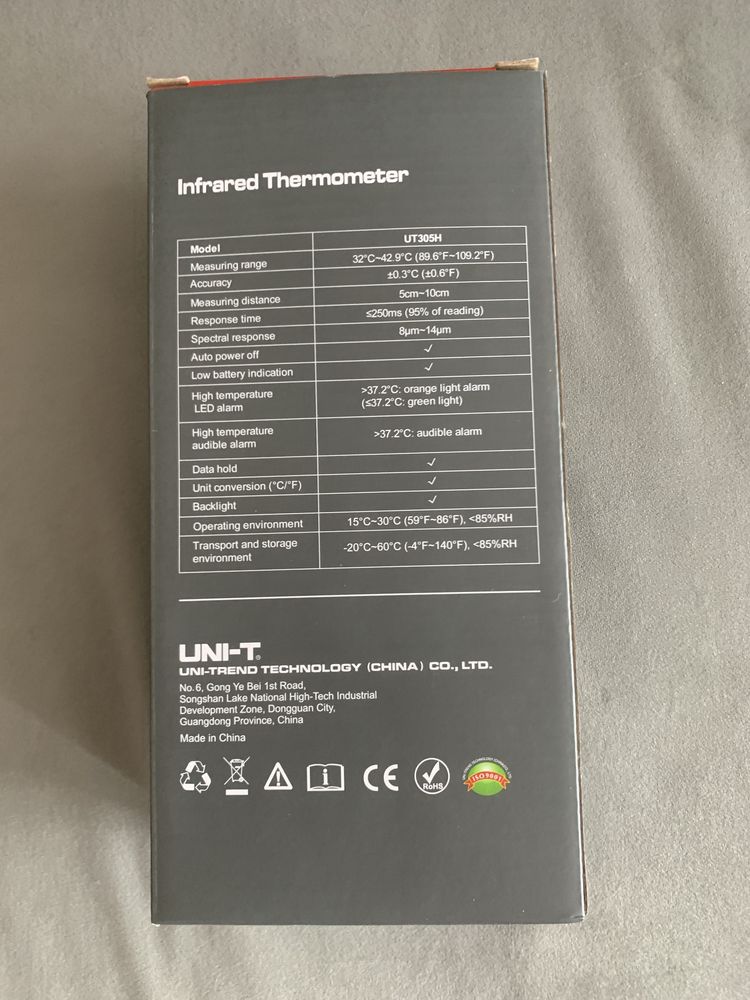 Infrared Thermometer
Model UT305H
Measuring range 32°C~42.9°C (89.6°F~109.2°F)
Accuracy ±0.3°C (±0.6°F)
Measuring distance 5cm~10cm
Response time ≤250ms (95% of reading)
Spectral response 8μm~14μm
Auto power off ✓
Low battery indication ✓
High temperature >37.2°C: orange light alarm
LED alarm (≤37.2°C: green light)
High temperature
audible alarm >37.2°C: audible alarm
Data hold ✓
Unit conversion (°C/°F) ✓
Backlight ✓
Operating environment 15°C~30°C (59°F~86°F), <85%RH
Transport and storage
environment -20°C~60°C (-4°F~140°F), <85%RH
UNI-T®
UNI-TREND TECHNOLOGY (CHINA) CO., LTD.
No.6, Gong Ye Bei 1st Road,
Songshan Lake National High-Tech Industrial
Development Zone, Dongguan City,
Guangdong Province, China
Made in China
CE RoHS ISO9001